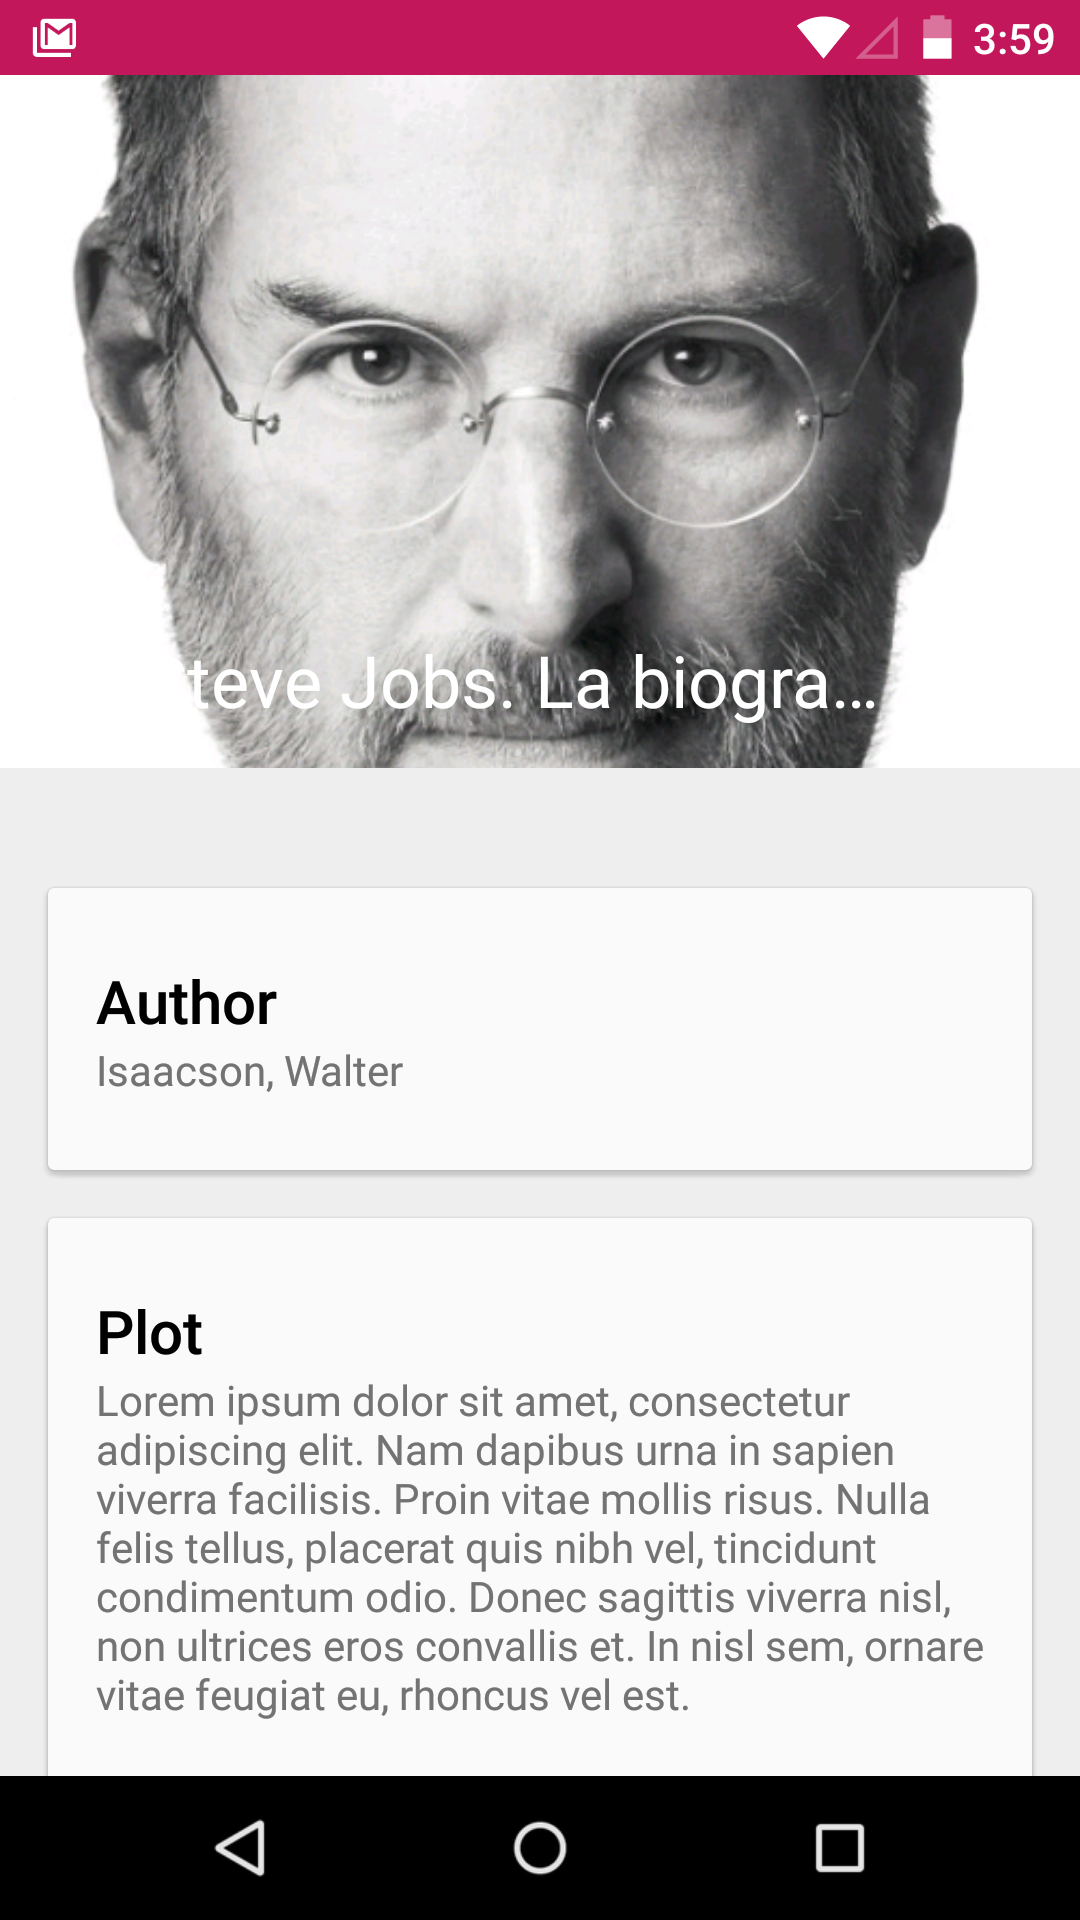 3:59
Steve Jobs. La biogra…
Author
Isaacson, Walter
Plot
Lorem ipsum dolor sit amet, consectetur
adipiscing elit. Nam dapibus urna in sapien
viverra facilisis. Proin vitae mollis risus. Nulla
felis tellus, placerat quis nibh vel, tincidunt
condimentum odio. Donec sagittis viverra nisl,
non ultrices eros convallis et. In nisl sem, ornare
vitae feugiat eu, rhoncus vel est.